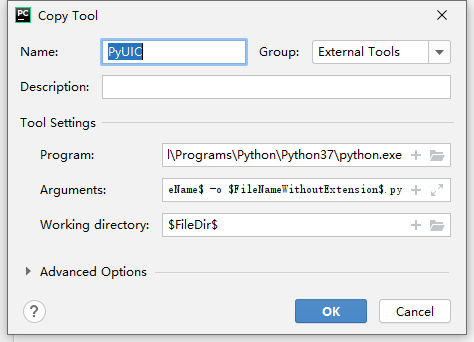 PC
Copy Tool
Name: PyUIC Group: External Tools
Description:
Tool Settings
Program: l\Programs\Python\Python37\python.exe
Arguments: eName$ -o $FileNameWithoutExtension$.py
Working directory: $FileDir$
Advanced Options
? OK Cancel